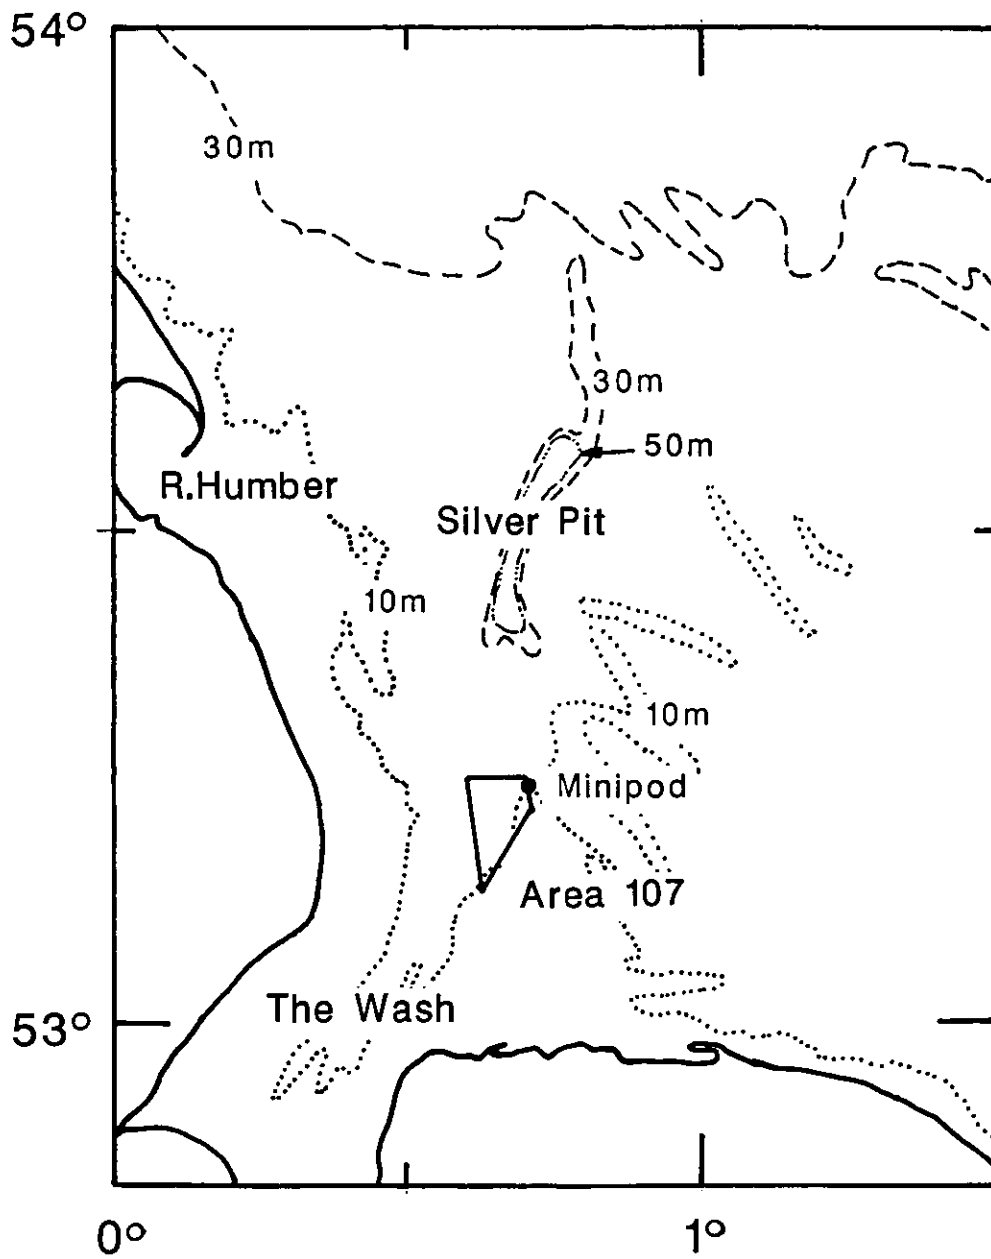 54°
30m
30m
50m
R.Humber
Silver Pit
10m
10m
Minipod
Area 107
The Wash
53°
0°
1°